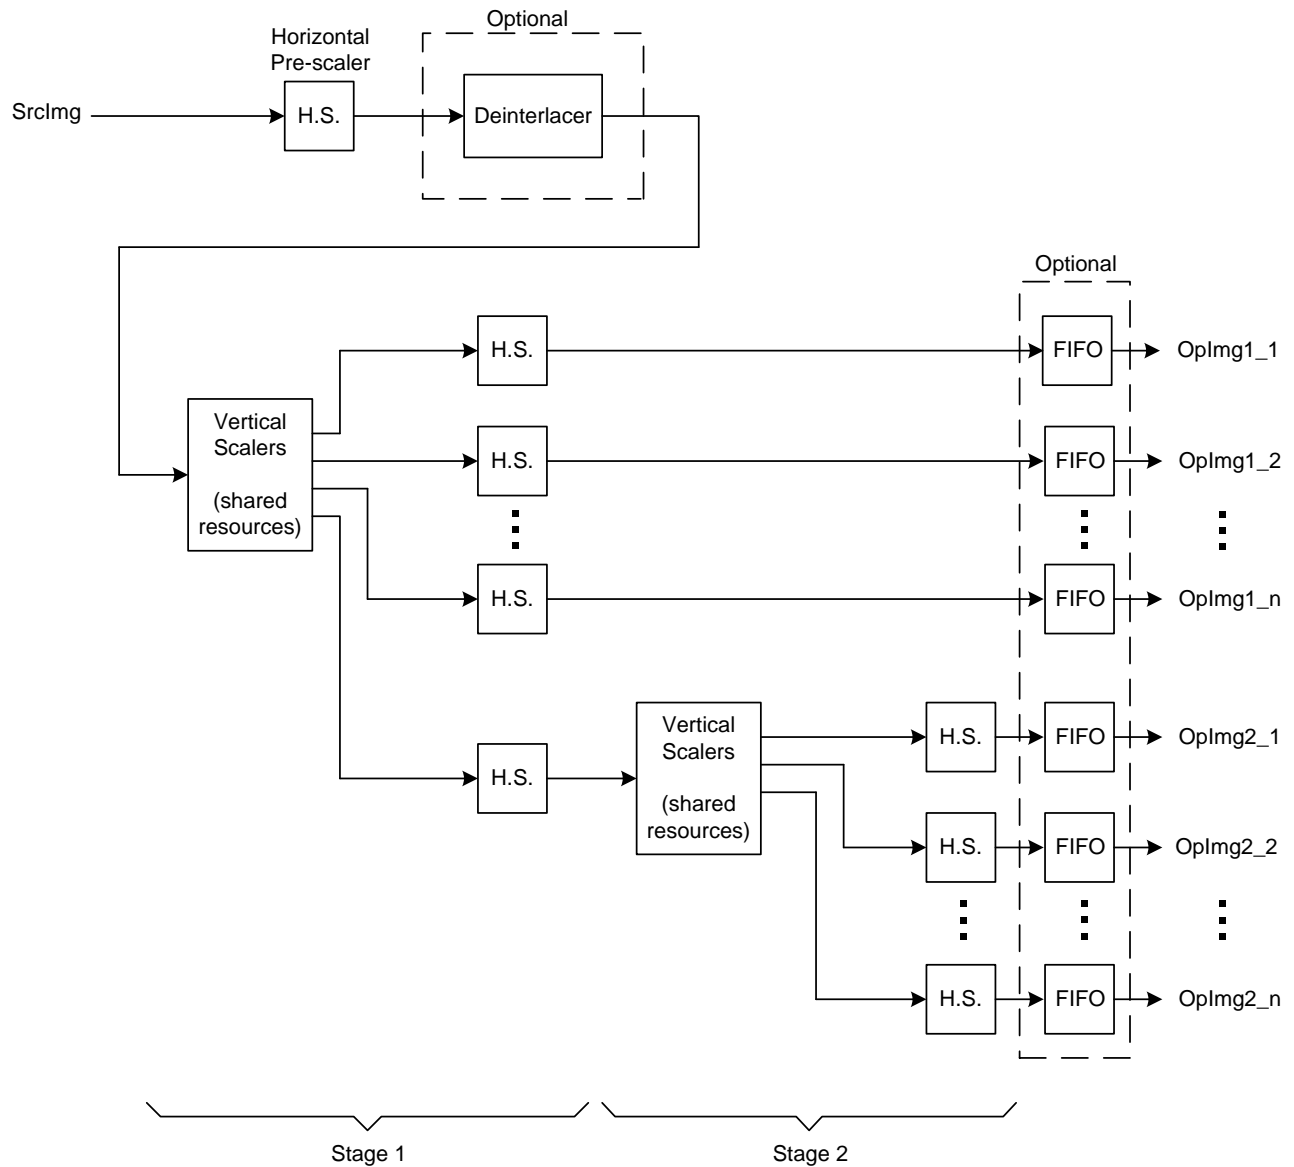 Optional
Horizontal
Pre-scaler
SrcImg
H.S.
Deinterlacer
Optional
H.S.
FIFO
OpImg1_1
Vertical
Scalers
(shared
resources)
H.S.
FIFO
OpImg1_2
H.S.
FIFO
OpImg1_n
H.S.
Vertical
Scalers
(shared
resources)
H.S.
FIFO
OpImg2_1
H.S.
FIFO
OpImg2_2
H.S.
FIFO
OpImg2_n
Stage 1
Stage 2